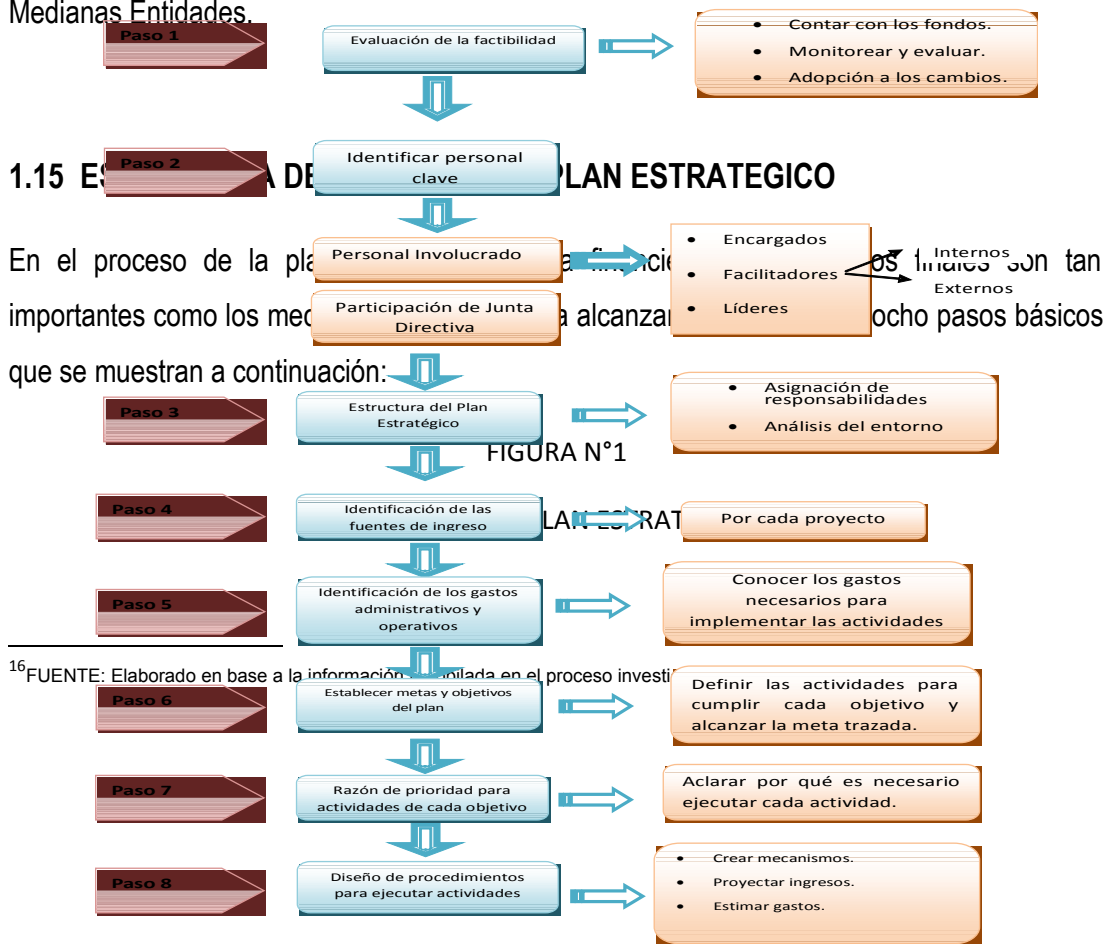 Medianas Entidades.
Paso 1
Evaluación de la factibilidad
• Contar con los fondos.
• Monitorear y evaluar.
• Adopción a los cambios.
Paso 2
Identificar personal
clave
1.15 ES A DE PLAN ESTRATEGICO
Personal Involucrado
• Encargados
• Facilitadores
• Líderes
Internos
Externos
En el proceso de la finales son tan
Participación de Junta
Directiva
importantes como los alcanzar ocho pasos básicos
que se muestran a continuación:
Paso 3
Estructura del Plan
Estratégico
• Asignación de
responsabilidades
• Análisis del entorno
FIGURA N°1
Paso 4
Identificación de las
fuentes de ingreso
Por cada proyecto
Paso 5
Identificación de los gastos
administrativos y
operativos
Conocer los gastos
necesarios para
implementar las actividades
16FUENTE: Elaborado en base a la información en el proceso
Paso 6
Establecer metas y objetivos
del plan
Definir las actividades para
cumplir cada objetivo y
alcanzar la meta trazada.
Paso 7
Razón de prioridad para
actividades de cada objetivo
Aclarar por qué es necesario
ejecutar cada actividad.
Paso 8
Diseño de procedimientos
para ejecutar actividades
• Crear mecanismos.
• Proyectar ingresos.
• Estimar gastos.